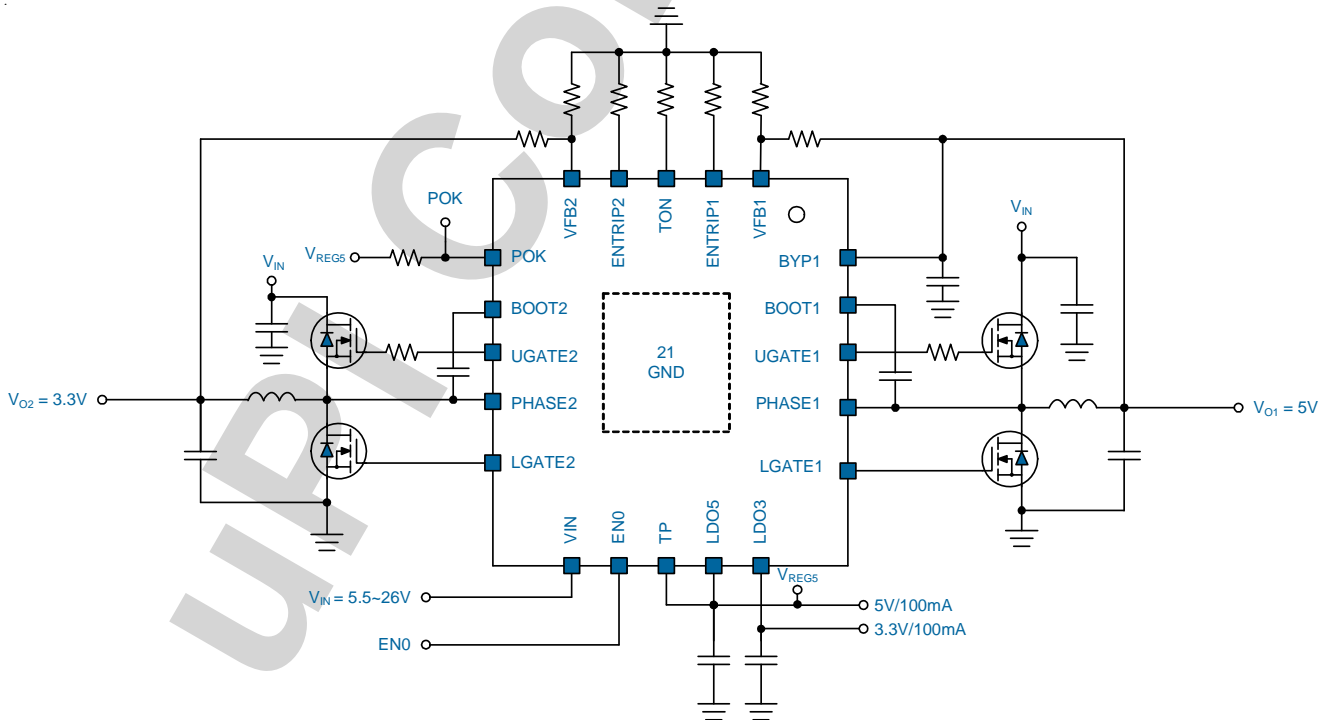 VFB2
ENTRIP2
TON
ENTRIP1
VFB1
POK
VREG5
POK
BYP1
VIN
VIN
BOOT2
BOOT1
UGATE2
21
GND
UGATE1
VO2 = 3.3V
PHASE2
PHASE1
VO1 = 5V
LGATE2
LGATE1
VIN
EN0
TP
LDO5
LDO3
VREG5
VIN = 5.5~26V
5V/100mA
3.3V/100mA
EN0
uPI Co